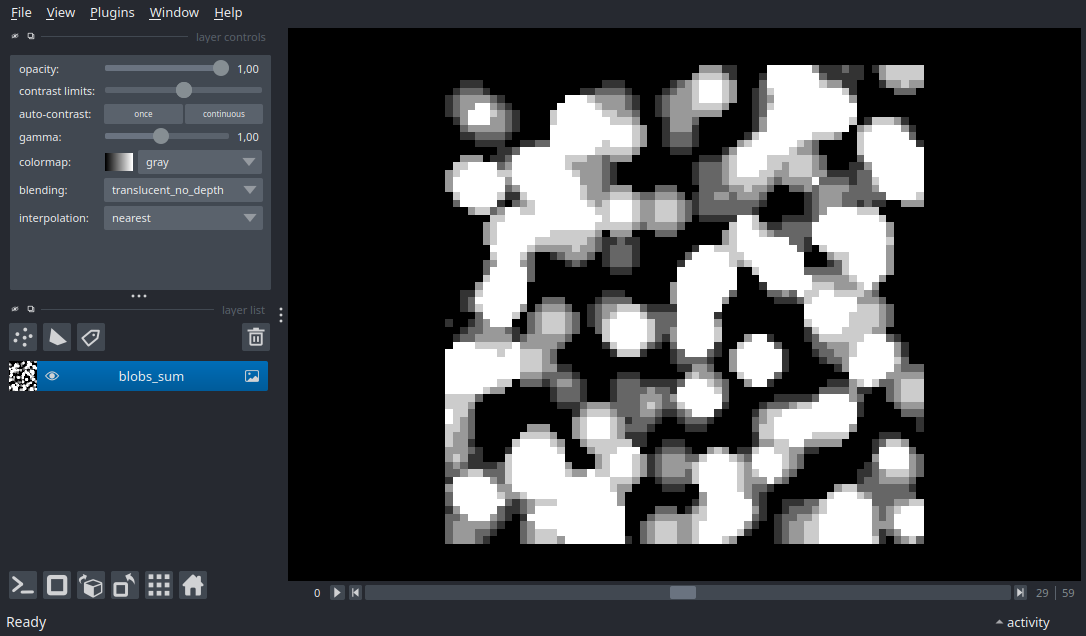 File View Plugins Window Help
layer controls
opacity: 1,00
contrast limits:
auto-contrast: once continuous
gamma: 1,00
colormap: gray
blending: translucent_no_depth
interpolation: nearest
layer list
blobs_sum
0 29 59
Ready activity